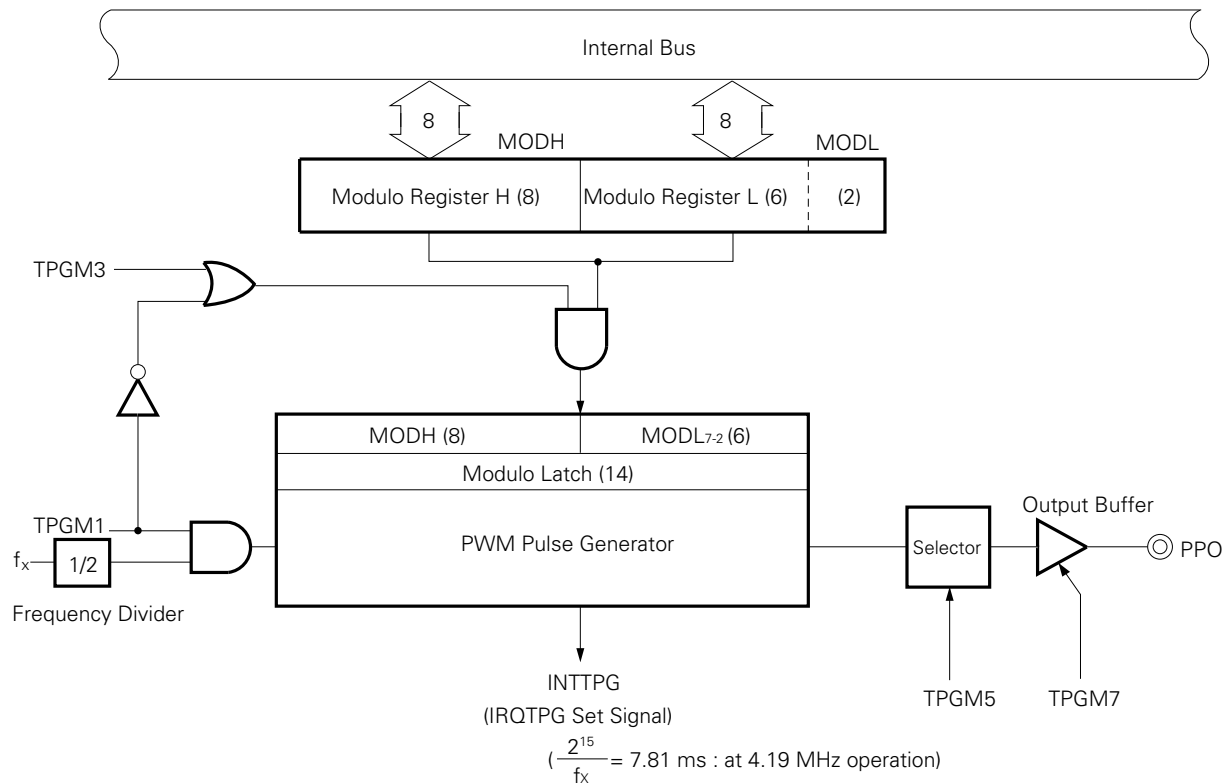 Internal Bus
8
8
MODH
MODL
Modulo Register H (8)
Modulo Register L (6)
(2)
TPGM3
MODH (8)
MODL7-2 (6)
Modulo Latch (14)
TPGM1
fX
1/2
Frequency Divider
PWM Pulse Generator
Selector
Output Buffer
PPO
INTTPG
(IRQTPG Set Signal)
TPGM5
TPGM7
(2^15/fX = 7.81 ms : at 4.19 MHz operation)